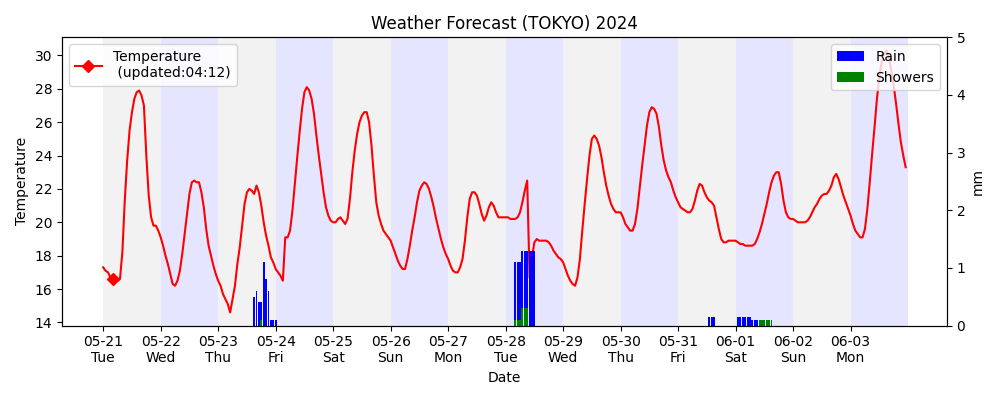 Weather Forecast (TOKYO) 2024
Temperature
(updated:04:12)
Rain
Showers
Temperature
30
28
26
24
22
20
18
16
14
5
4
3
2
1
0
mm
05-21 05-22 05-23 05-24 05-25 05-26 05-27 05-28 05-29 05-30 05-31 06-01 06-02 06-03
Tue Wed Thu Fri Sat Sun Mon Tue Wed Thu Fri Sat Sun Mon
Date